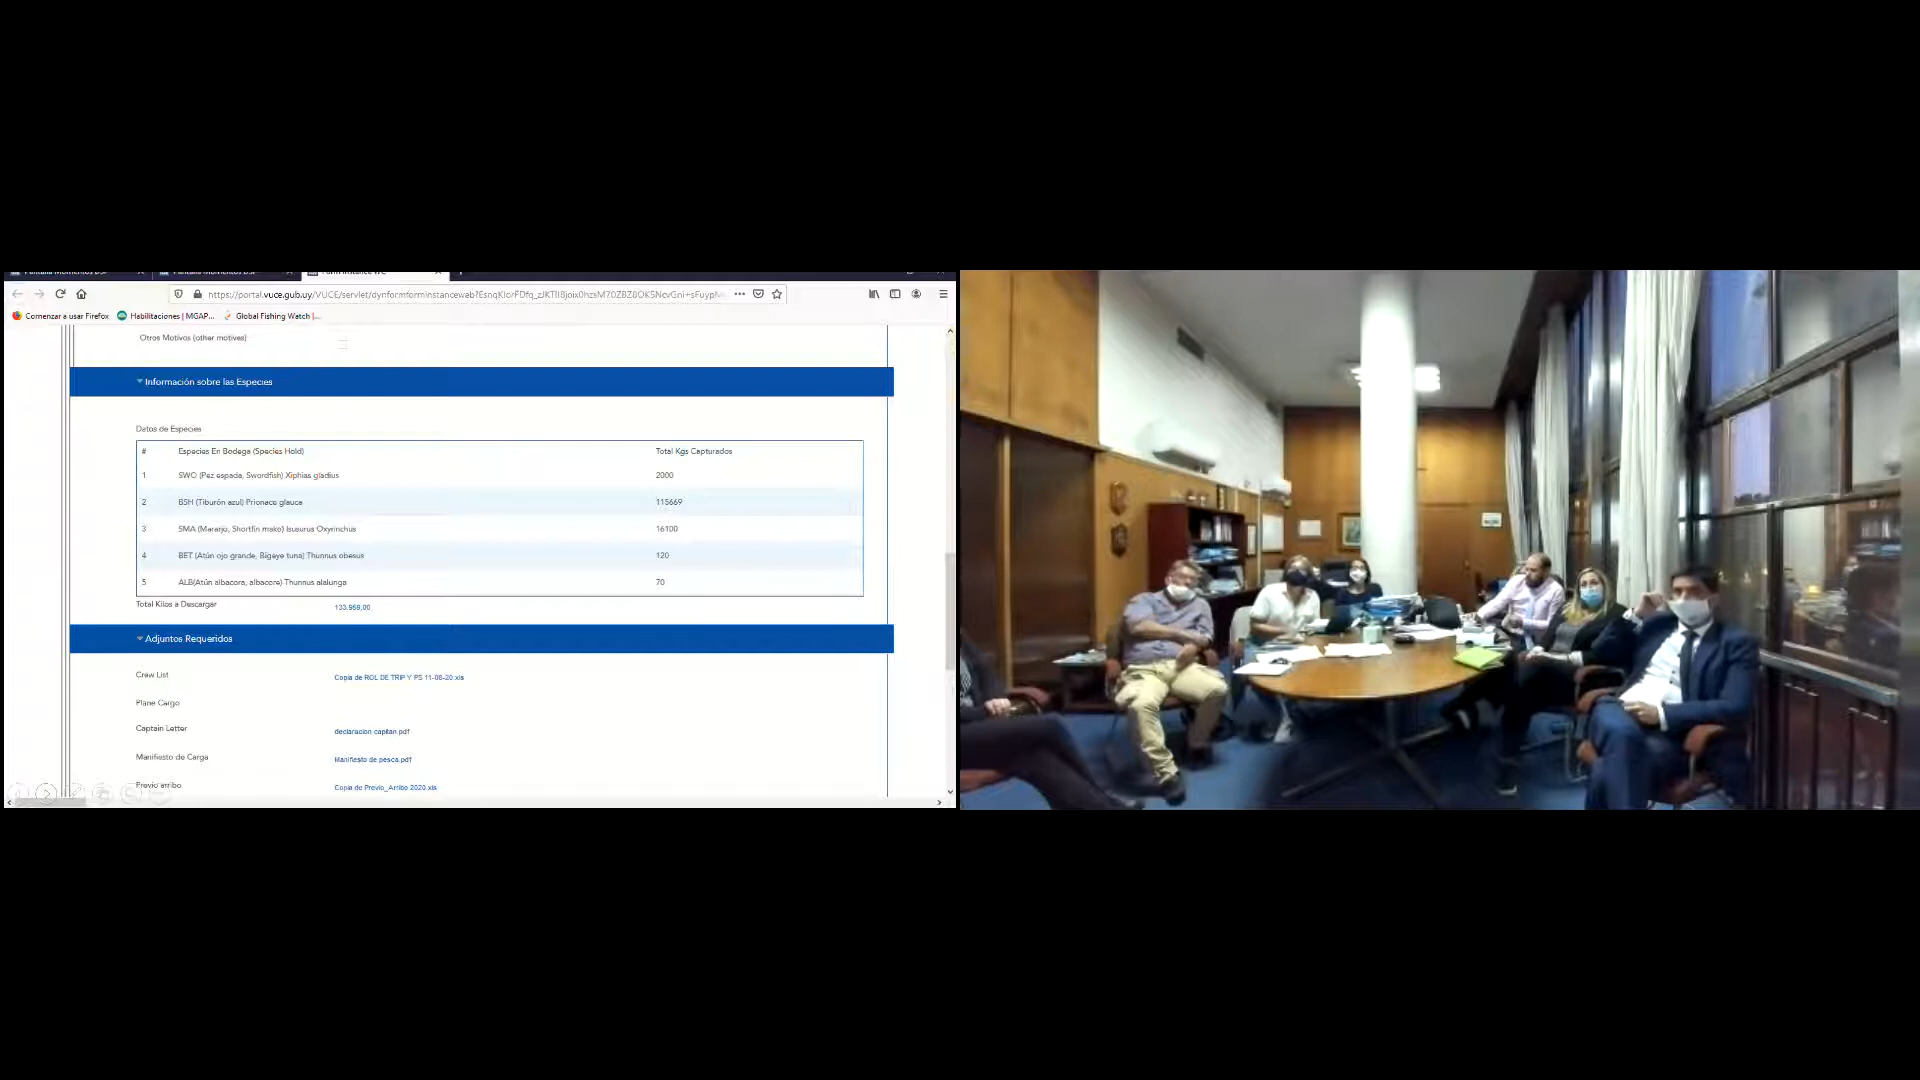 Form Instance WC
https://portal.vuce.gub.uy/VUCE/servlet/
Comenzar a usar Firefox Habilitaciones | MGAP... Global Fishing Watch |...
Otros Motivos (other motives)
Información sobre las Especies
Datos de Especies
# Especies En Bodega (Species Hold) Total Kgs Capturados
1 SWO (Pez espada, Swordfish) Xiphias gladius 2000
2 BSH (Tiburón azul) Prionace glauca 115669
3 SMA (Marrajo, Shortfin mako) Isusurus Oxyrinchus 16100
4 BET (Atún ojo grande, Bigeye tuna) Thunnus obesus 120
5 ALB(Atún albacora, albacore) Thunnus alalunga 70
Total Kilos a Descargar 133.959,00
Adjuntos Requeridos
Crew List Copia de ROL DE TRIP Y PS 11-08-20.xls
Plane Cargo
Captain Letter declaracion capitan.pdf
Manifiesto de Carga Manifiesto de pesca.pdf
Previo arribo Copia de Previo_Arribo 2020.xls